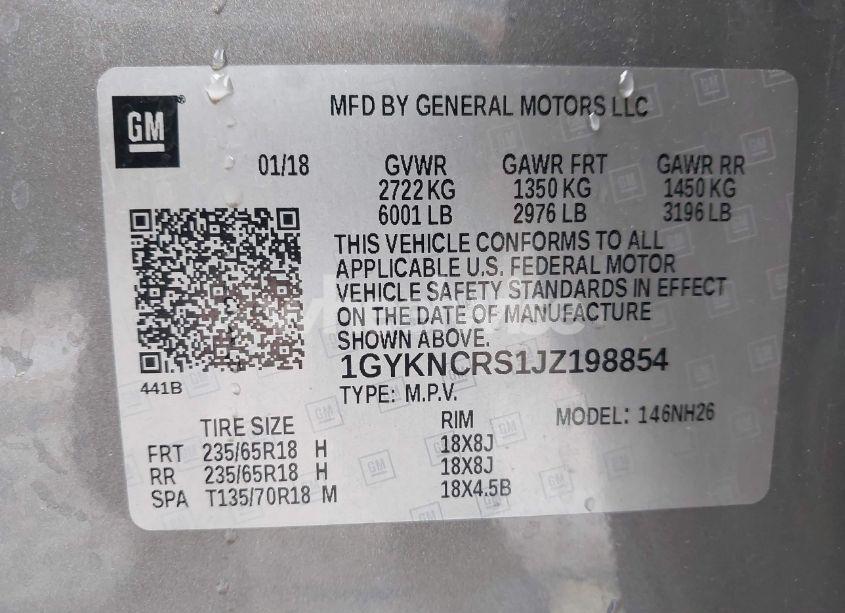 GM
MFD BY GENERAL MOTORS LLC
01/18 GVWR GAWR FRT GAWR RR
2722 KG 1350 KG 1450 KG
6001 LB 2976 LB 3196 LB
THIS VEHICLE CONFORMS TO ALL
APPLICABLE U.S. FEDERAL MOTOR
VEHICLE SAFETY STANDARDS IN EFFECT
ON THE DATE OF MANUFACTURE
SHOWN ABOVE.
1GYKNCRS1JZ198854
441B
TYPE: M.P.V.
TIRE SIZE RIM MODEL: 146NH26
FRT 235/65R18 H 18X8J
RR 235/65R18 H 18X8J
SPA T135/70R18 M 18X4.5B